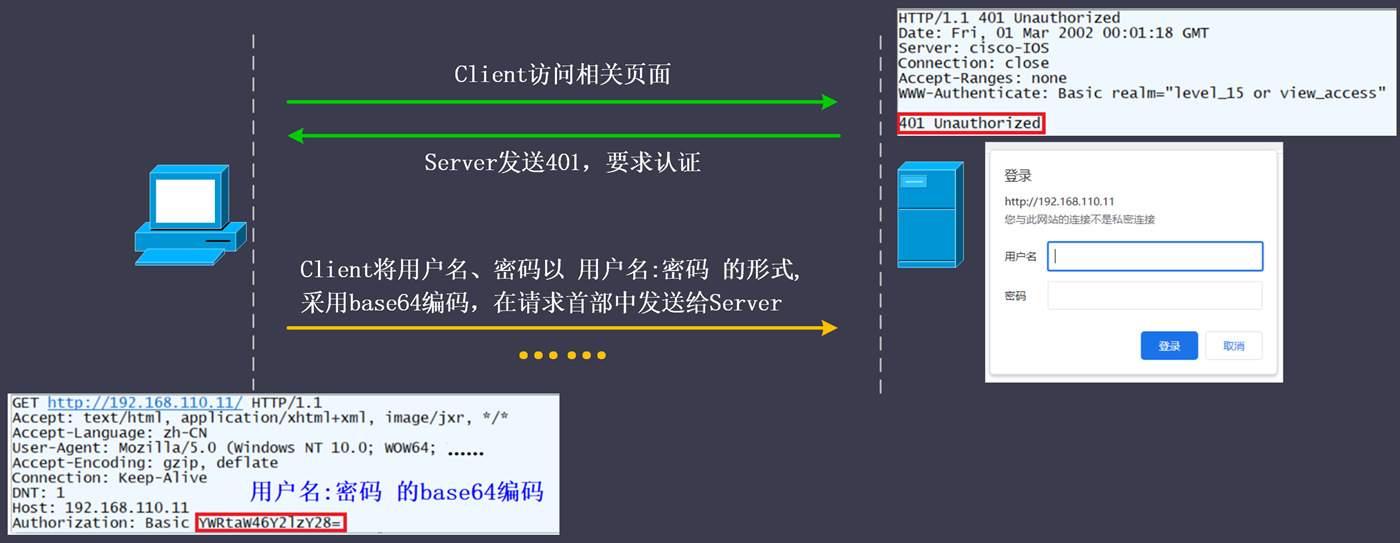 HTTP/1.1 401 Unauthorized
Date: Fri, 01 Mar 2002 00:01:18 GMT
Server: cisco-IOS
Connection: close
Accept-Ranges: none
WWW-Authenticate: Basic realm="level_15 or view_access"
401 Unauthorized
Client访问相关页面
Server发送401，要求认证
登录
http://192.168.110.11
您与此网站的连接不是私密连接
用户名
密码
登录
取消
Client将用户名、密码以 用户名:密码 的形式,
采用base64编码，在请求首部中发送给Server
······
GET http://192.168.110.11/ HTTP/1.1
Accept: text/html, application/xhtml+xml, image/jxr, */*
Accept-Language: zh-CN
User-Agent: Mozilla/5.0 (Windows NT 10.0; WOW64; ......
Accept-Encoding: gzip, deflate
Connection: Keep-Alive
DNT: 1
用户名:密码 的base64编码
Host: 192.168.110.11
Authorization: Basic YWRtaW46Y2lzY28=